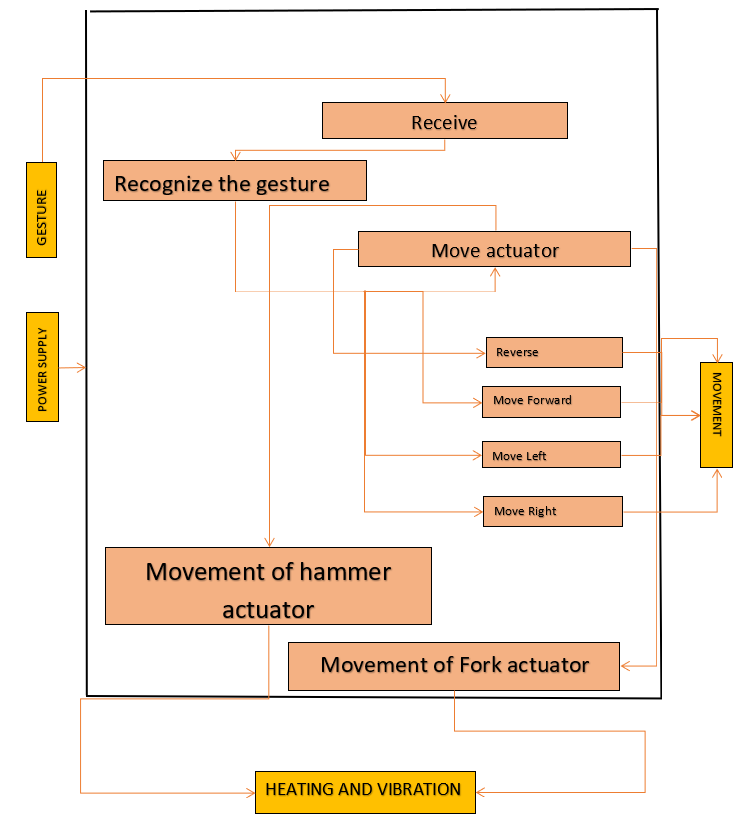 Receive
Recognize the gesture
GESTURE
Move actuator
POWER SUPPLY
Reverse
Move Forward
MOVEMENT
Move Left
Move Right
Movement of hammer
actuator
Movement of Fork actuator
HEATING AND VIBRATION